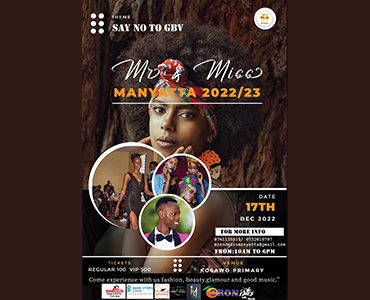 THEME
SAY NO TO GBV
Mr & Miss
MANYATTA 2022/23
DATE
17TH
DEC 2022
FOR MORE INFO
FROM:10AM TO 6PM
TICKETS
REGULAR 100 VIP 500
VENUE
KOSAWO PRIMARY
Come experience with us fashion, beauty,glamour and good music.